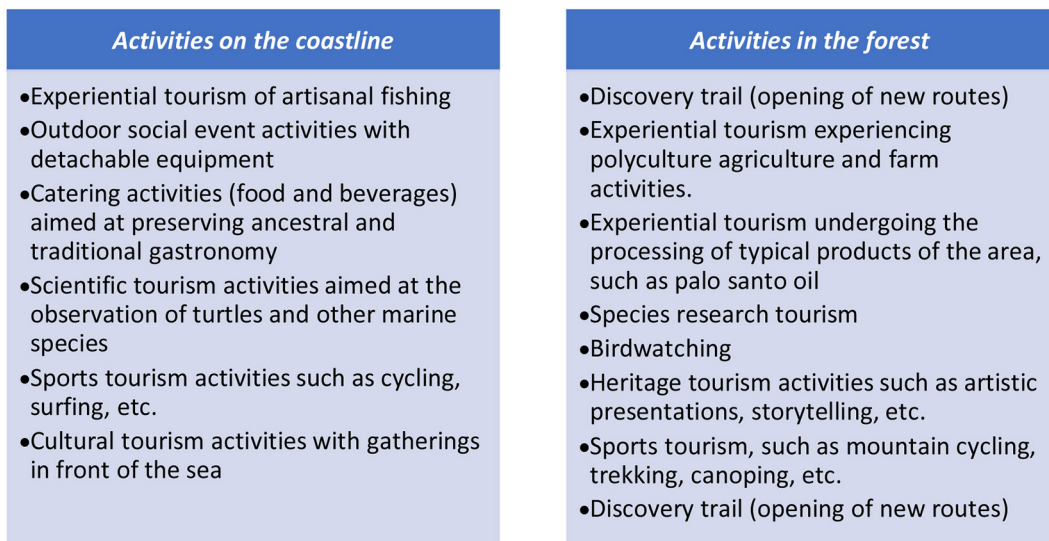 Activities on the coastline
•Experiential tourism of artisanal fishing
•Outdoor social event activities with
detachable equipment
•Catering activities (food and beverages)
aimed at preserving ancestral and
traditional gastronomy
•Scientific tourism activities aimed at the
observation of turtles and other marine
species
•Sports tourism activities such as cycling,
surfing, etc.
•Cultural tourism activities with gatherings
in front of the sea
Activities in the forest
•Discovery trail (opening of new routes)
•Experiential tourism experiencing
polyculture agriculture and farm
activities.
•Experiential tourism undergoing the
processing of typical products of the area,
such as palo santo oil
•Species research tourism
•Birdwatching
•Heritage tourism activities such as artistic
presentations, storytelling, etc.
•Sports tourism, such as mountain cycling,
trekking, canoping, etc.
•Discovery trail (opening of new routes)